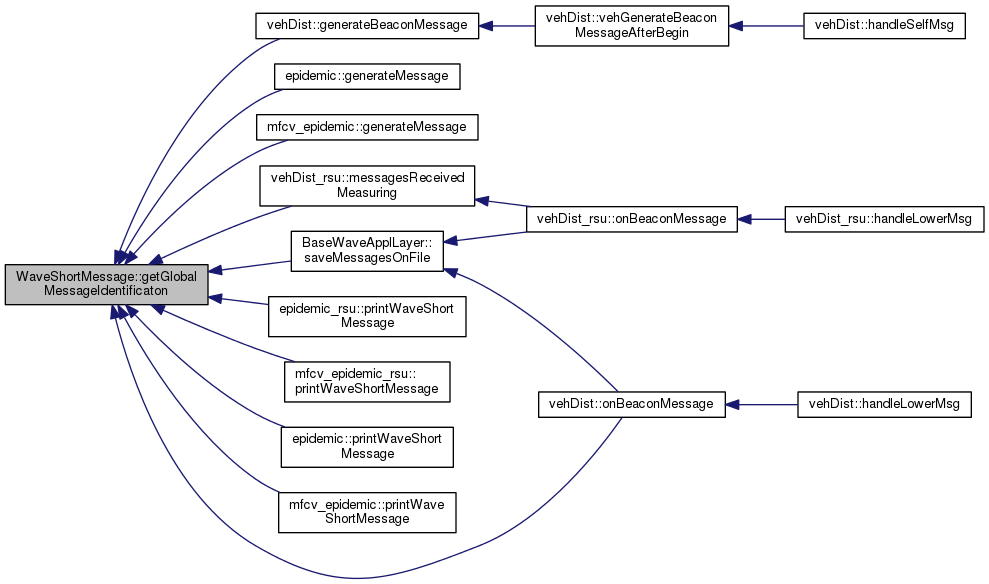 vehDist::generateBeaconMessage
vehDist::vehGenerateBeacon
MessageAfterBegin
vehDist::handleSelfMsg
epidemic::generateMessage
mfcv_epidemic::generateMessage
vehDist_rsu::messagesReceived
Measuring
vehDist_rsu::onBeaconMessage
vehDist_rsu::handleLowerMsg
BaseWaveApplLayer::
saveMessagesOnFile
WaveShortMessage::getGlobal
MessageIdentificaton
epidemic_rsu::printWaveShort
Message
mfcv_epidemic_rsu::
printWaveShortMessage
vehDist::onBeaconMessage
vehDist::handleLowerMsg
epidemic::printWaveShort
Message
mfcv_epidemic::printWave
ShortMessage